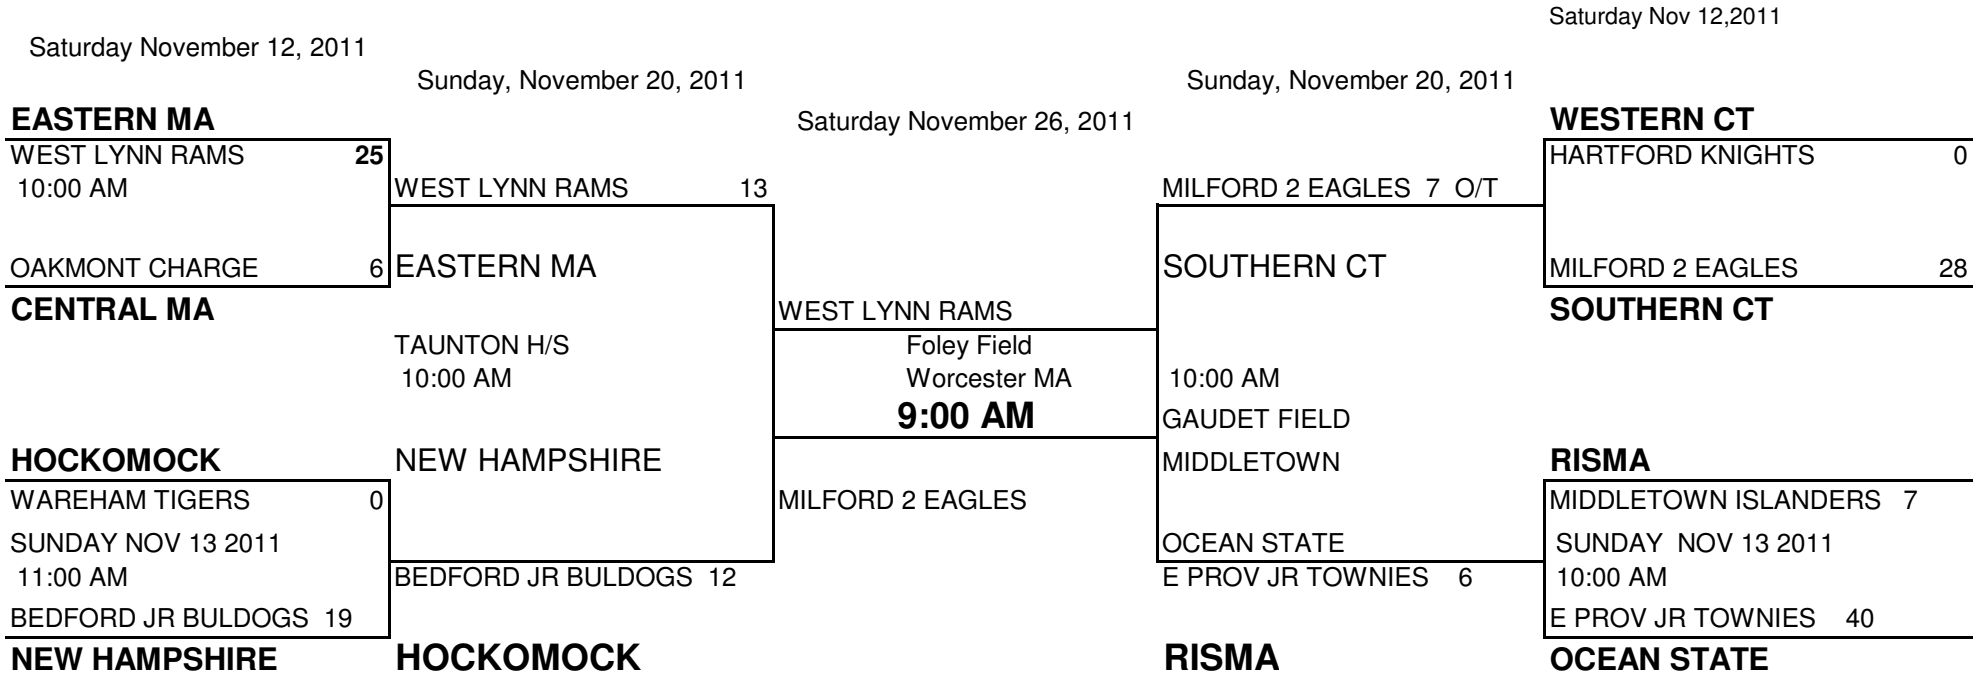 Saturday Nov 12,2011
Saturday November 12, 2011
Sunday, November 20, 2011
Sunday, November 20, 2011
Saturday November 26, 2011
EASTERN MA
WEST LYNN RAMS 25
10:00 AM
OAKMONT CHARGE 6
CENTRAL MA
HOCKOMOCK
WAREHAM TIGERS 0
SUNDAY NOV 13 2011
11:00 AM
BEDFORD JR BULDOGS 19
NEW HAMPSHIRE
WEST LYNN RAMS 13
EASTERN MA
TAUNTON H/S
10:00 AM
NEW HAMPSHIRE
BEDFORD JR BULDOGS 12
HOCKOMOCK
WEST LYNN RAMS
Foley Field
Worcester MA
9:00 AM
MILFORD 2 EAGLES
MILFORD 2 EAGLES 7 O/T
SOUTHERN CT
10:00 AM
GAUDET FIELD
MIDDLETOWN
OCEAN STATE
E PROV JR TOWNIES 6
RISMA
WESTERN CT
HARTFORD KNIGHTS 0
MILFORD 2 EAGLES 28
SOUTHERN CT
RISMA
MIDDLETOWN ISLANDERS 7
SUNDAY NOV 13 2011
10:00 AM
E PROV JR TOWNIES 40
OCEAN STATE